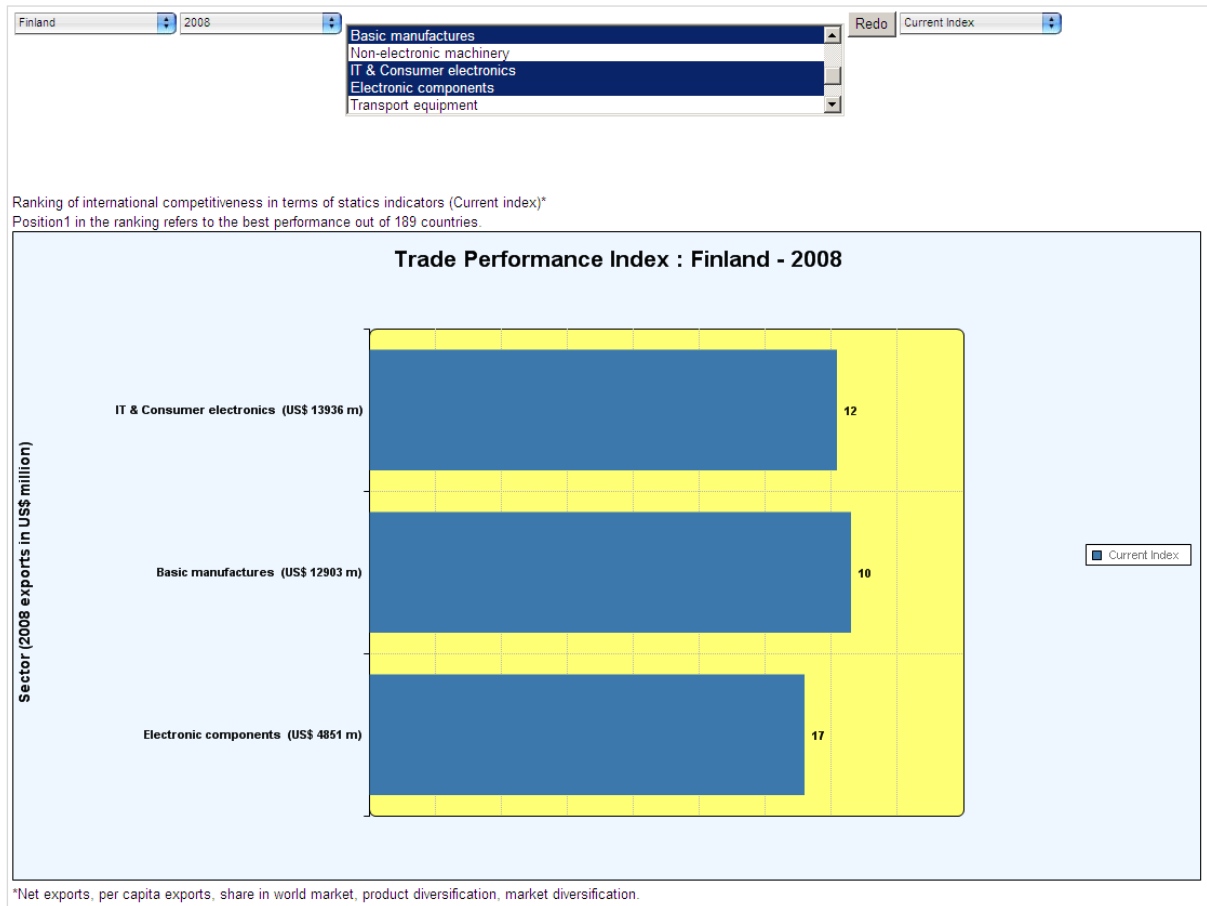 Finland 2008 Redo Current Index
Basic manufactures
Non-electronic machinery
IT & Consumer electronics
Electronic components
Transport equipment
Ranking of international competitiveness in terms of statics indicators (Current index)*
Position1 in the ranking refers to the best performance out of 189 countries.
Trade Performance Index : Finland - 2008
Sector (2008 exports in US$ million)
IT & Consumer electronics (US$ 13936 m) 12
Basic manufactures (US$ 12903 m) 10
Electronic components (US$ 4851 m) 17
Current Index
*Net exports, per capita exports, share in world market, product diversification, market diversification.